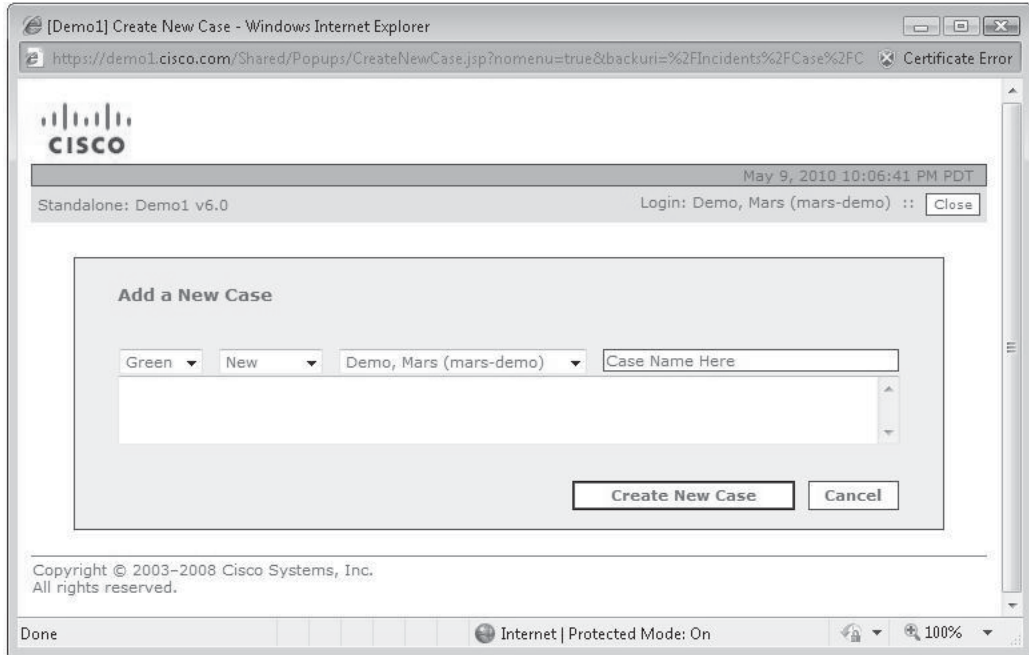 [Demo1] Create New Case - Windows Internet Explorer
https://demo1.cisco.com/Shared/Popups/CreateNewCase.jsp?nomenu=true&backuri=%2FIncidents%2FCase%2FC Certificate Error
CISCO
May 9, 2010 10:06:41 PM PDT
Standalone: Demo1 v6.0 Login: Demo, Mars (mars-demo) :: Close
Add a New Case
Green New Demo, Mars (mars-demo) Case Name Here
Create New Case Cancel
Copyright © 2003-2008 Cisco Systems, Inc.
All rights reserved.
Done Internet | Protected Mode: On 100%